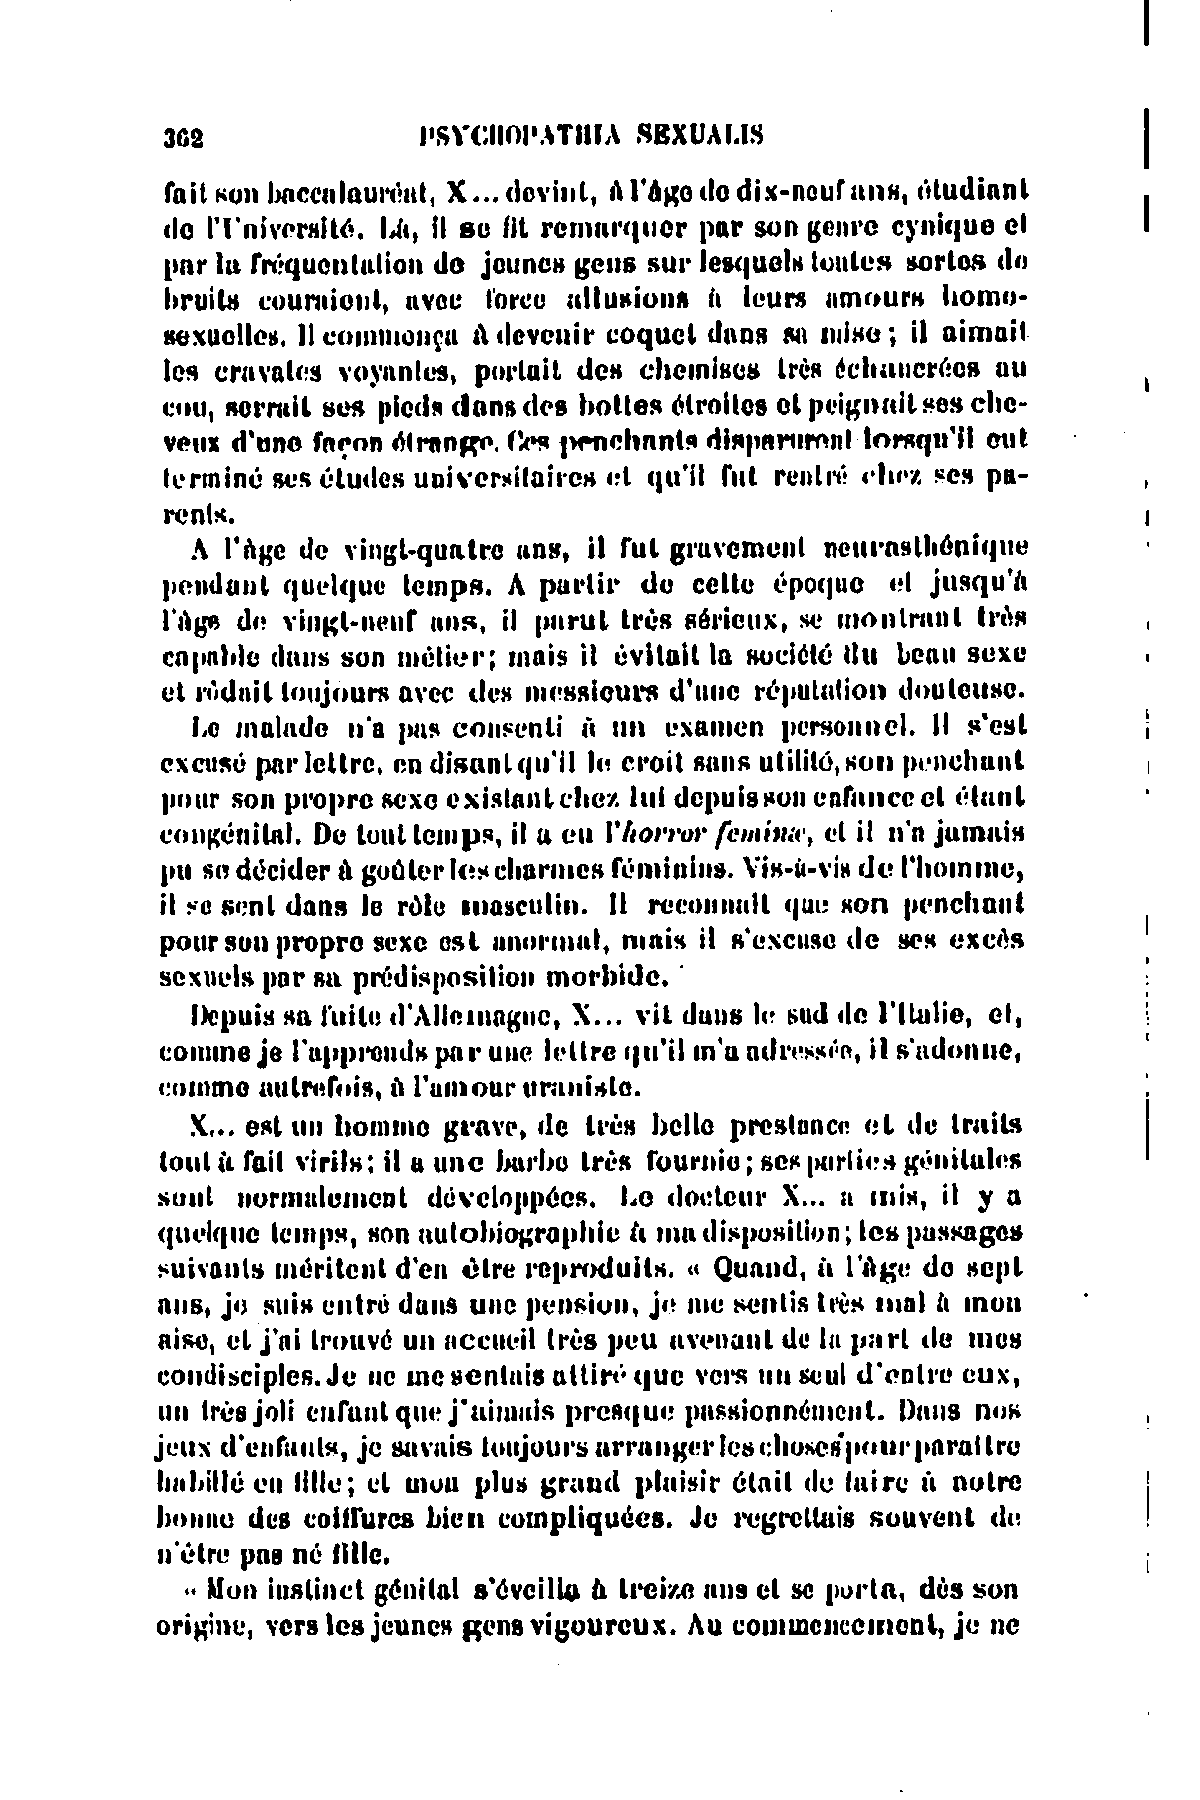 362 PSYCHOPATHIA SEXUALIS
fait son baccalauréat, X... devint, à l'âge de dix-neuf ans, étudiant
de l'Université. Là, il se fit remarquer par son genre cynique et
par la fréquentation de jeunes gens sur lesquels toutes sortes de
bruits couraient, avec force allusions à leurs amours homo-
sexuelles. Il commença à devenir coquet dans sa mise ; il aimait
les cravates voyantes, portait des chemises très échancrées au
cou, serrait ses pieds dans des bottes étroites et peignait ses che-
veux d'une façon étrange. Ces penchants disparurent lorsqu'il eut
terminé ses études universitaires et qu'il fut rentré chez ses pa-
rents.
A l'âge de vingt-quatre ans, il fut gravement neurasthénique
pendant quelque temps. A partir de cette époque et jusqu'à
l'âge de vingt-neuf ans, il parut très sérieux, se montrant très
capable dans son métier ; mais il évitait la société du beau sexe
et rôdait toujours avec des messieurs d'une réputation douteuse.
Le malade n'a pas consenti à un examen personnel. Il s'est
excusé par lettre, en disant qu'il le croit sans utilité, son penchant
pour son propre sexe existant chez lui depuis son enfance et étant
congénital. De tout temps, il a eu l'horror feminæ, et il n'a jamais
pu se décider à goûter les charmes féminins. Vis-à-vis de l'homme,
il se sent dans le rôle masculin. Il reconnaît que son penchant
pour son propre sexe est anormal, mais il s'excuse de ses excès
sexuels par sa prédisposition morbide.
Depuis sa fuite d'Allemagne, X... vit dans le sud de l'Italie, et,
comme je l'apprends par une lettre qu'il m'a adressée, il s'adonne,
comme autrefois, à l'amour uraniste.
X... est un homme grave, de très belle prestance et de traits
tout à fait virils ; il a une barbe très fournie ; ses parties génitales
sont normalement développées. Le docteur X... a mis, il y a
quelque temps, son autobiographie à ma disposition ; les passages
suivants méritent d'en être reproduits. « Quand, à l'âge de sept
ans, je suis entré dans une pension, je me sentis très mal à mon
aise, et j'ai trouvé un accueil très peu avenant de la part de mes
condisciples. Je ne me sentais attiré que vers un seul d'entre eux,
un très joli enfant que j'aimais presque passionnément. Dans nos
jeux d'enfants, je savais toujours arranger les choses pour paraître
habillé en fille ; et mon plus grand plaisir était de faire à notre
bonne des coiffures bien compliquées. Je regrettais souvent de
n'être pas né fille.
« Mon instinct génital s'éveilla à treize ans et se porta, dès son
origine, vers les jeunes gens vigoureux. Au commencement, je ne